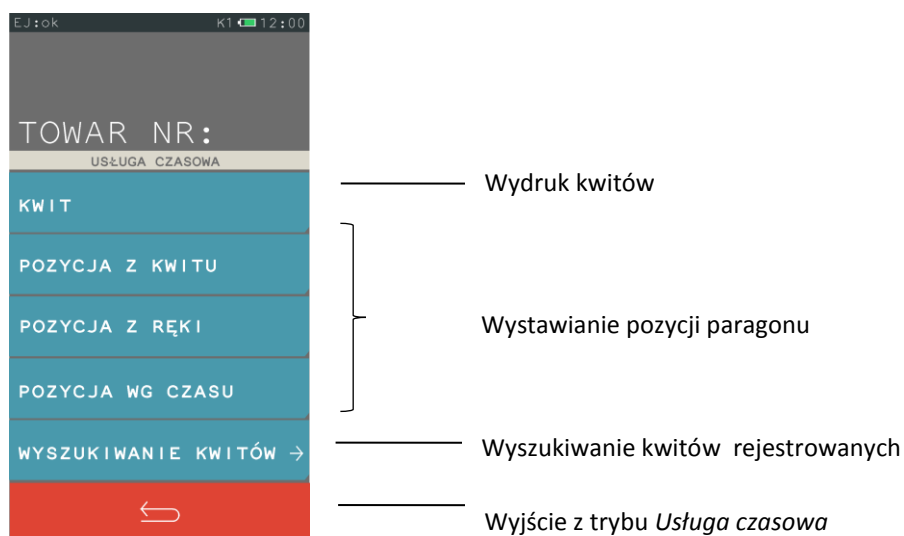 EJ:ok K1 12:00
TOWAR NR:
USŁUGA CZASOWA
KWIT
Wydruk kwitów
POZYCJA Z KWITU
POZYCJA Z RĘKI
Wystawianie pozycji paragonu
POZYCJA WG CZASU
WYSZUKIWANIE KWITÓW →
Wyszukiwanie kwitów rejestrowanych
Wyjście z trybu Usługa czasowa